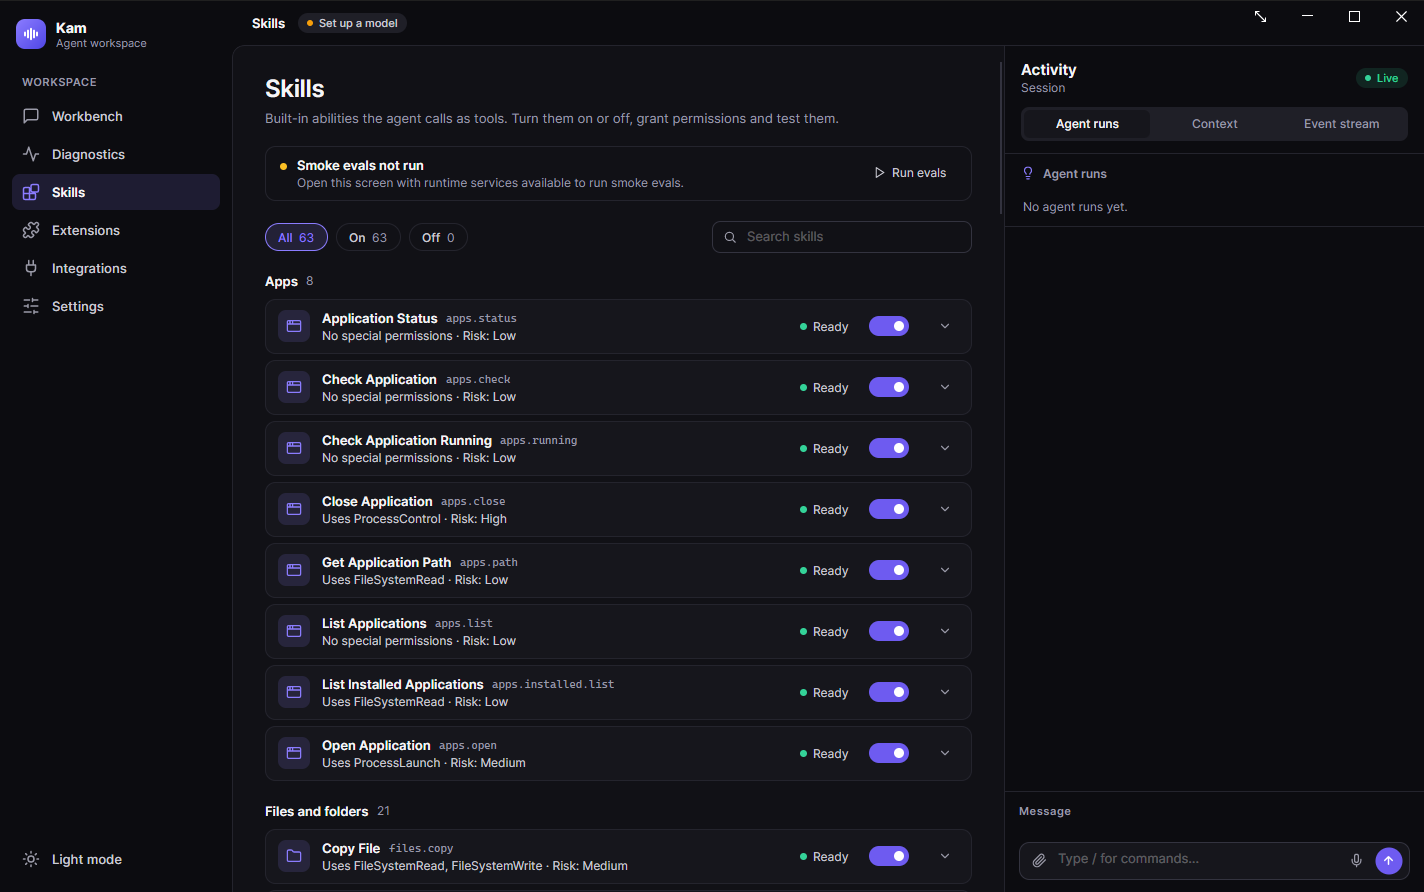 Kam
Agent workspace
WORKSPACE
Workbench
Diagnostics
Skills
Extensions
Integrations
Settings
Light mode
Skills
Set up a model
Skills
Built-in abilities the agent calls as tools. Turn them on or off, grant permissions and test them.
Smoke evals not run
Open this screen with runtime services available to run smoke evals.
Run evals
All 63
On 63
Off 0
Search skills
Apps 8
Application Status apps.status
No special permissions · Risk: Low
Ready
Check Application apps.check
No special permissions · Risk: Low
Ready
Check Application Running apps.running
No special permissions · Risk: Low
Ready
Close Application apps.close
Uses ProcessControl · Risk: High
Ready
Get Application Path apps.path
Uses FileSystemRead · Risk: Low
Ready
List Applications apps.list
No special permissions · Risk: Low
Ready
List Installed Applications apps.installed.list
Uses FileSystemRead · Risk: Low
Ready
Open Application apps.open
Uses ProcessLaunch · Risk: Medium
Ready
Files and folders 21
Copy File files.copy
Uses FileSystemRead, FileSystemWrite · Risk: Medium
Ready
Activity
Session
Live
Agent runs
Context
Event stream
Agent runs
No agent runs yet.
Message
Type / for commands...